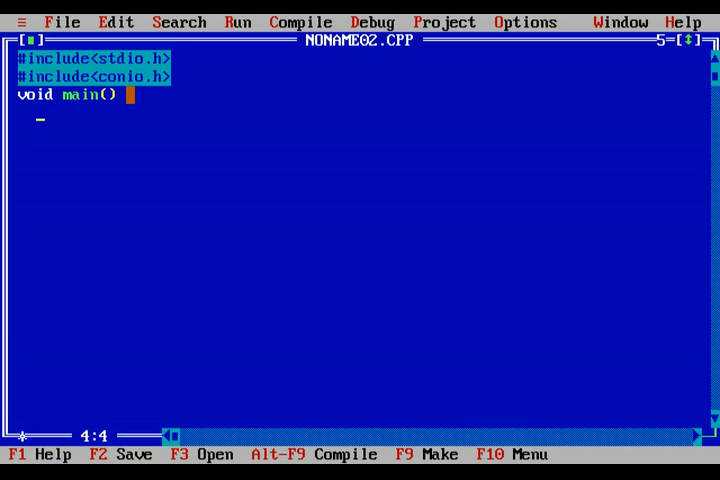 ≡ File Edit Search Run Compile Debug Project Options Window Help
[■] NONAME02.CPP 5=[↕]
#include<stdio.h>
#include<conio.h>
void main()
_
* 4:4
F1 Help F2 Save F3 Open Alt-F9 Compile F9 Make F10 Menu